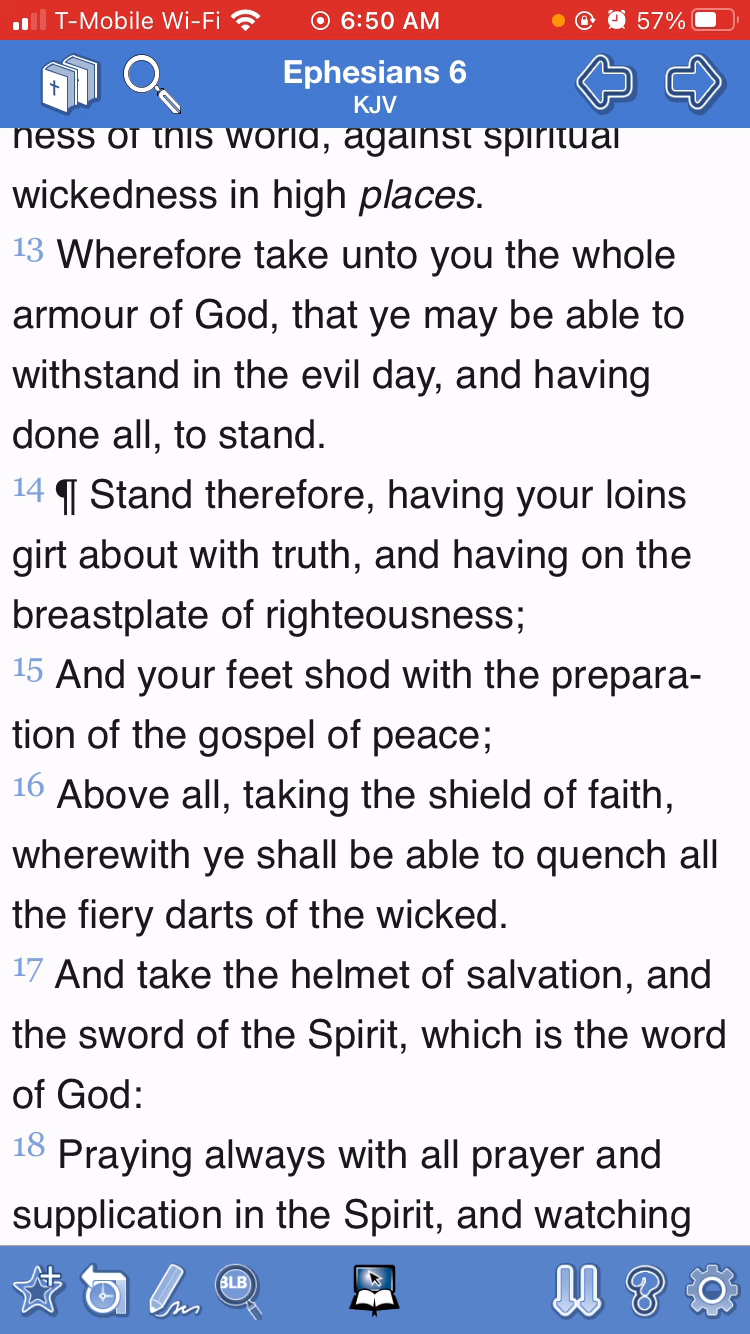 T-Mobile Wi-Fi 6:50 AM 57%
Ephesians 6
KJV
ness of this world, against spiritual
wickedness in high places.
13 Wherefore take unto you the whole
armour of God, that ye may be able to
withstand in the evil day, and having
done all, to stand.
14 ¶ Stand therefore, having your loins
girt about with truth, and having on the
breastplate of righteousness;
15 And your feet shod with the prepara-
tion of the gospel of peace;
16 Above all, taking the shield of faith,
wherewith ye shall be able to quench all
the fiery darts of the wicked.
17 And take the helmet of salvation, and
the sword of the Spirit, which is the word
of God:
18 Praying always with all prayer and
supplication in the Spirit, and watching
BLB